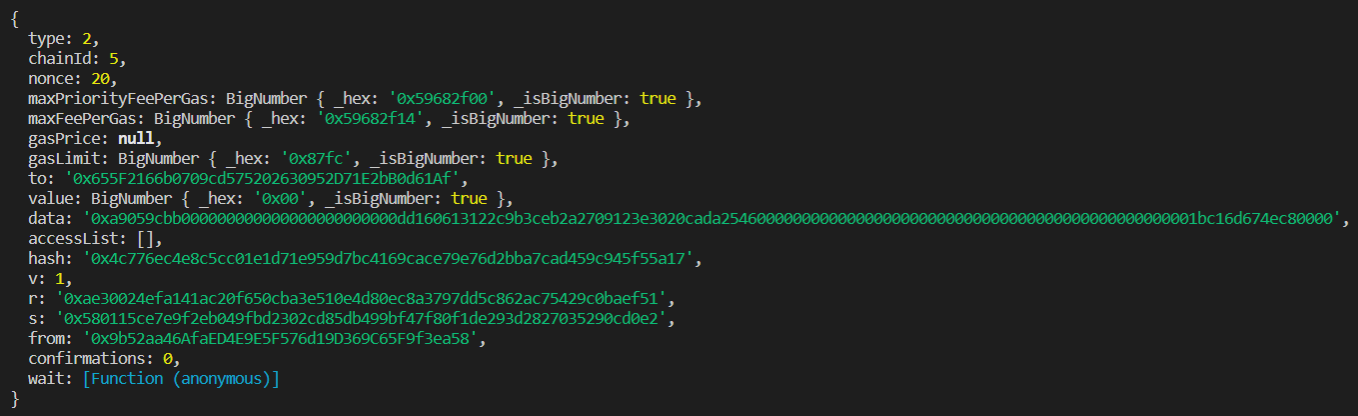 {
  type: 2,
  chainId: 5,
  nonce: 20,
  maxPriorityFeePerGas: BigNumber { _hex: '0x59682f00', _isBigNumber: true },
  maxFeePerGas: BigNumber { _hex: '0x59682f14', _isBigNumber: true },
  gasPrice: null,
  gasLimit: BigNumber { _hex: '0x87fc', _isBigNumber: true },
  to: '0x655F2166b0709cd575202630952D71E2bB0d61Af',
  value: BigNumber { _hex: '0x00', _isBigNumber: true },
  data: '0xa9059cbb000000000000000000000000dd160613122c9b3ceb2a2709123e3020cada25460000000000000000000000000000000000000000000000001bc16d674ec80000',
  accessList: [],
  hash: '0x4c776ec4e8c5cc01e1d71e959d7bc4169cace79e76d2bba7cad459c945f55a17',
  v: 1,
  r: '0xae30024efa141ac20f650cba3e510e4d80ec8a3797dd5c862ac75429c0baef51',
  s: '0x580115ce7e9f2eb049fbd2302cd85db499bf47f80f1de293d2827035290cd0e2',
  from: '0x9b52aa46AfaED4E9E5F576d19D369C65F9f3ea58',
  confirmations: 0,
  wait: [Function (anonymous)]
}